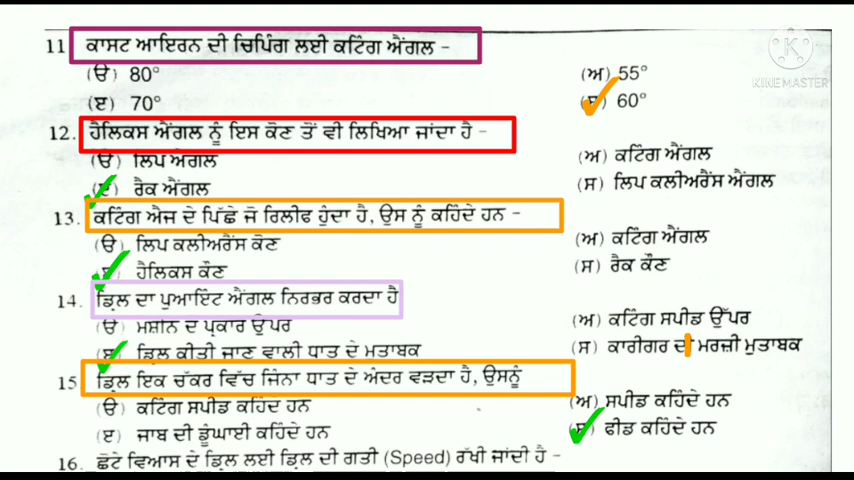 11 ਕਾਸਟ ਆਇਰਨ ਦੀ ਚਿਪਿੰਗ ਲਈ ਕਟਿੰਗ ਐਂਗਲ -
(ੳ) 80° (ਅ) 55°
(ੲ) 70° (ਸ) 60°
12. ਹੈਲਿਕਸ ਐਂਗਲ ਨੂੰ ਇਸ ਕੋਣ ਤੋਂ ਵੀ ਲਿਖਿਆ ਜਾਂਦਾ ਹੈ -
(ੳ) ਲਿਪ ਐਂਗਲ (ਅ) ਕਟਿੰਗ ਐਂਗਲ
(ੲ) ਰੈਕ ਐਂਗਲ (ਸ) ਲਿਪ ਕਲੀਅਰੈਂਸ ਐਂਗਲ
13. ਕਟਿੰਗ ਐਜ ਦੇ ਪਿੱਛੇ ਜੋ ਰਿਲੀਫ ਹੁੰਦਾ ਹੈ, ਉਸ ਨੂੰ ਕਹਿੰਦੇ ਹਨ -
(ੳ) ਲਿਪ ਕਲੀਅਰੈਂਸ ਕੋਣ (ਅ) ਕਟਿੰਗ ਐਂਗਲ
(ੲ) ਹੈਲਿਕਸ ਕੌਣ (ਸ) ਰੈਕ ਕੌਣ
14. ਡ੍ਰਿਲ ਦਾ ਪੁਆਇੰਟ ਐਂਗਲ ਨਿਰਭਰ ਕਰਦਾ ਹੈ
(ੳ) ਮਸ਼ੀਨ ਦੇ ਪ੍ਰਕਾਰ ਉੱਪਰ (ਅ) ਕਟਿੰਗ ਸਪੀਡ ਉੱਪਰ
(ੲ) ਡ੍ਰਿਲ ਕੀਤੀ ਜਾਣ ਵਾਲੀ ਧਾਤ ਦੇ ਮਤਾਬਕ (ਸ) ਕਾਰੀਗਰ ਦੀ ਮਰਜ਼ੀ ਮੁਤਾਬਕ
15 ਡ੍ਰਿਲ ਇਕ ਚੱਕਰ ਵਿੱਚ ਜਿੰਨਾ ਧਾਤ ਦੇ ਅੰਦਰ ਵੜਦਾ ਹੈ, ਉਸਨੂੰ
(ੳ) ਕਟਿੰਗ ਸਪੀਡ ਕਹਿੰਦੇ ਹਨ (ਅ) ਸਪੀਡ ਕਹਿੰਦੇ ਹਨ
(ੲ) ਜਾਬ ਦੀ ਡੂੰਘਾਈ ਕਹਿੰਦੇ ਹਨ (ਸ) ਫੀਡ ਕਹਿੰਦੇ ਹਨ
16. ਛੋਟੇ ਵਿਆਸ ਦੇ ਡ੍ਰਿਲ ਲਈ ਡ੍ਰਿਲ ਦੀ ਗਤੀ (Speed) ਰੱਖੀ ਜਾਂਦੀ ਹੈ -
KINEMASTER